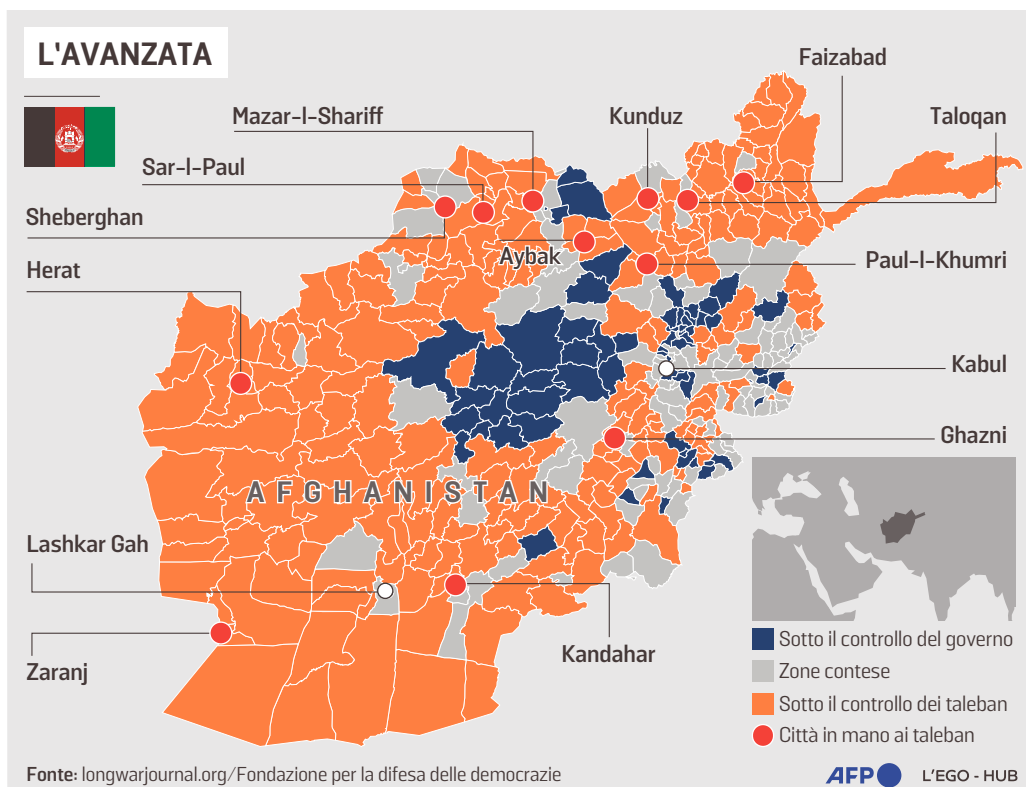 L'AVANZATA
Faizabad
Mazar-I-Shariff
Kunduz
Taloqan
Sar-I-Paul
Sheberghan
Aybak
Herat
Paul-I-Khumri
Kabul
Ghazni
AFGHANISTAN
Lashkar Gah
Zaranj
Kandahar
Sotto il controllo del governo
Zone contese
Sotto il controllo dei taleban
Città in mano ai taleban
Fonte: longwarjournal.org/Fondazione per la difesa delle democrazie
AFP L'EGO - HUB